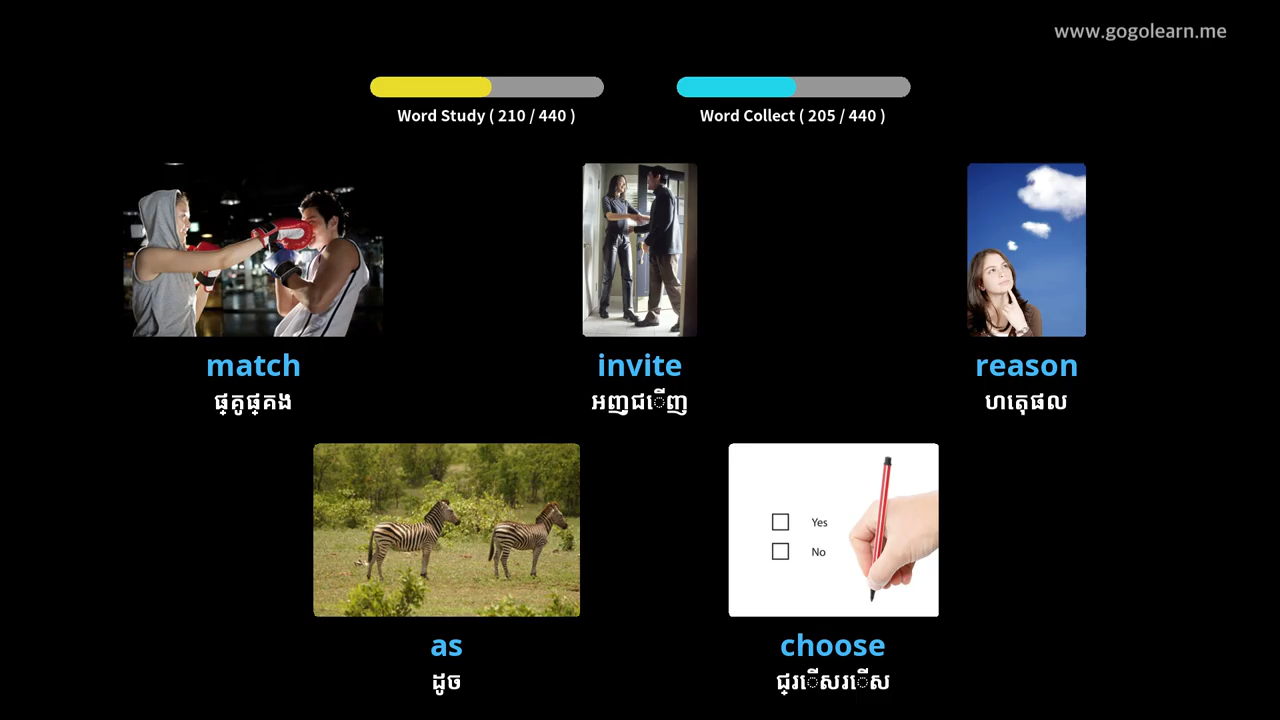 www.gogolearn.me
Word Study ( 210 / 440 )
Word Collect ( 205 / 440 )
match
ផ្គូផ្គង
invite
អញ្ជើញ
reason
ហេតុផល
Yes
No
as
ដូច
choose
ជ្រើសរើស